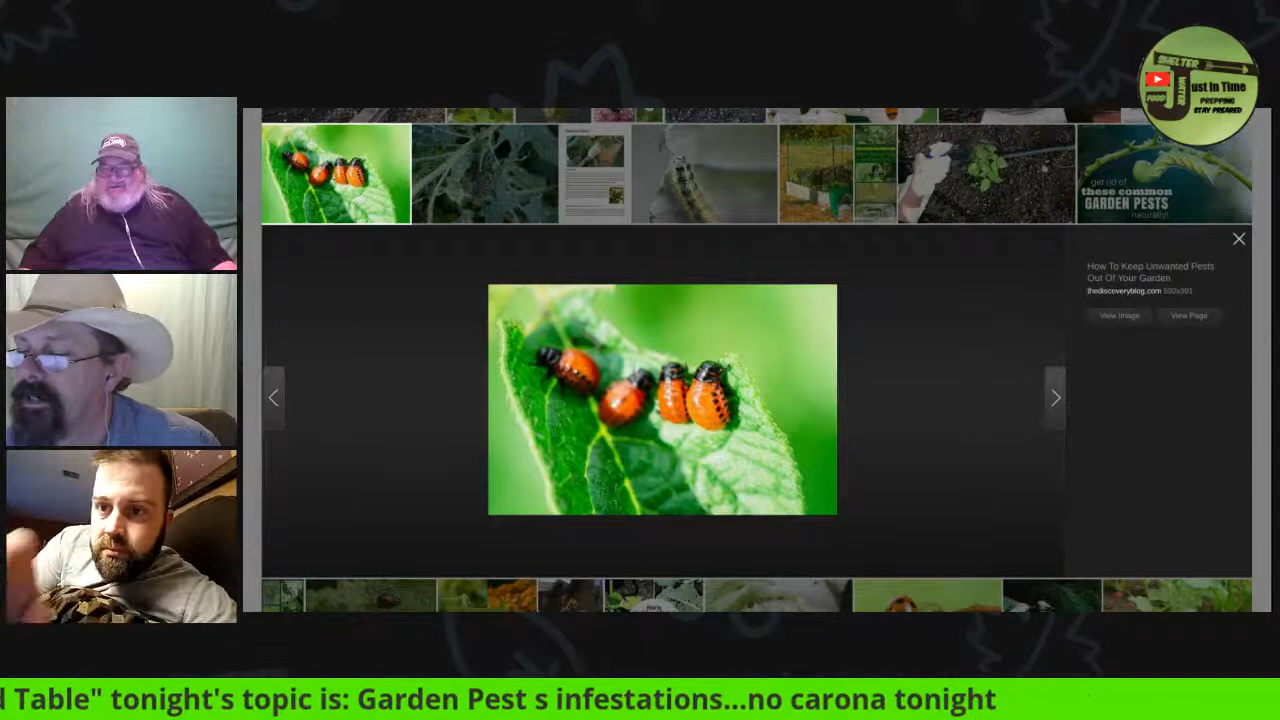 SHELTER
FOOD
WATER
Just In Time
PREPPING
STAY PREPARED
get rid of
these common
GARDEN PESTS
naturally!
How To Keep Unwanted Pests
Out Of Your Garden
thediscoveryblog.com 592x391
View Image View Page
d Table" tonight's topic is: Garden Pest s infestations...no carona tonight